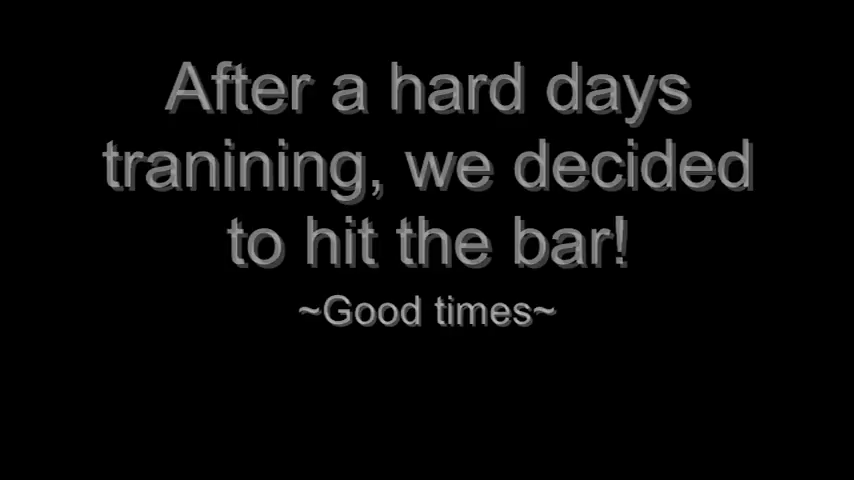 After a hard days
tranining, we decided
to hit the bar!
~Good times~